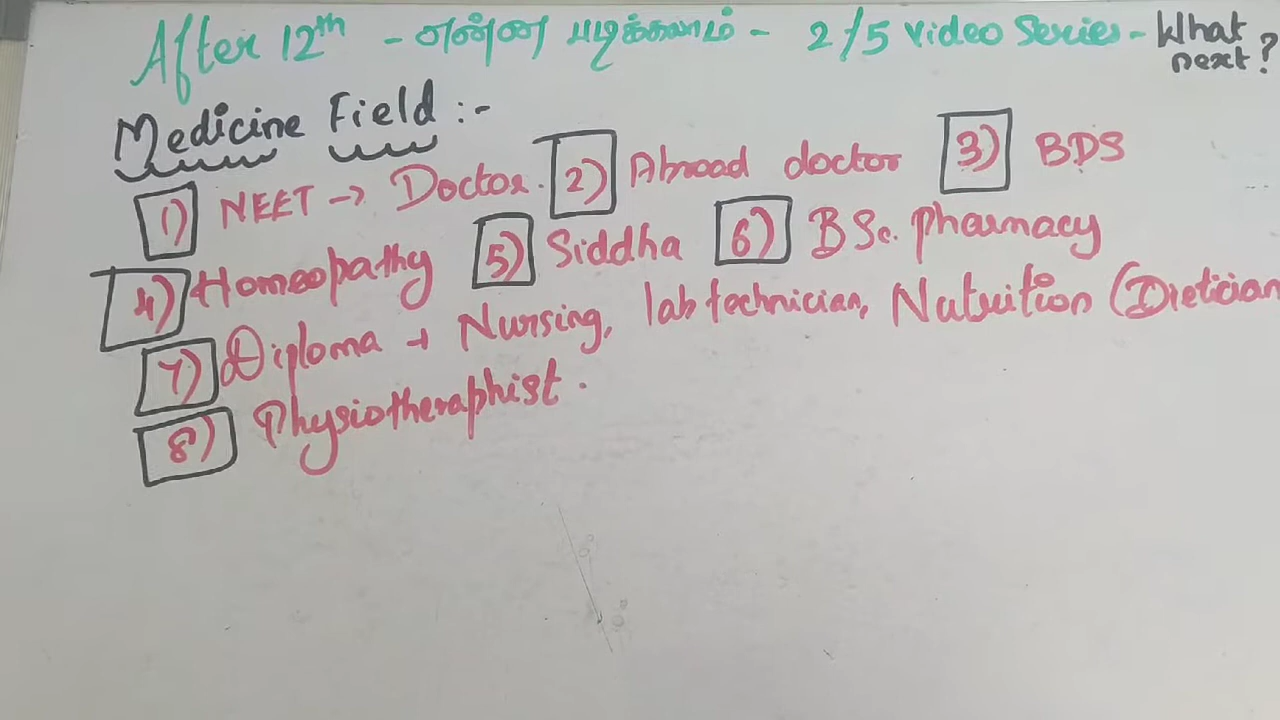 After 12th - என்ன படிக்கலாம் - 2/5 video Series - What next?
Medicine Field :-
1) NEET → Doctor. 2) Abroad doctor 3) BDS
4) Homeopathy 5) Siddha 6) BSc. pharmacy
7) Diploma + Nursing, lab technician, Nutrition (Dietician
8) Physiotheraphist.